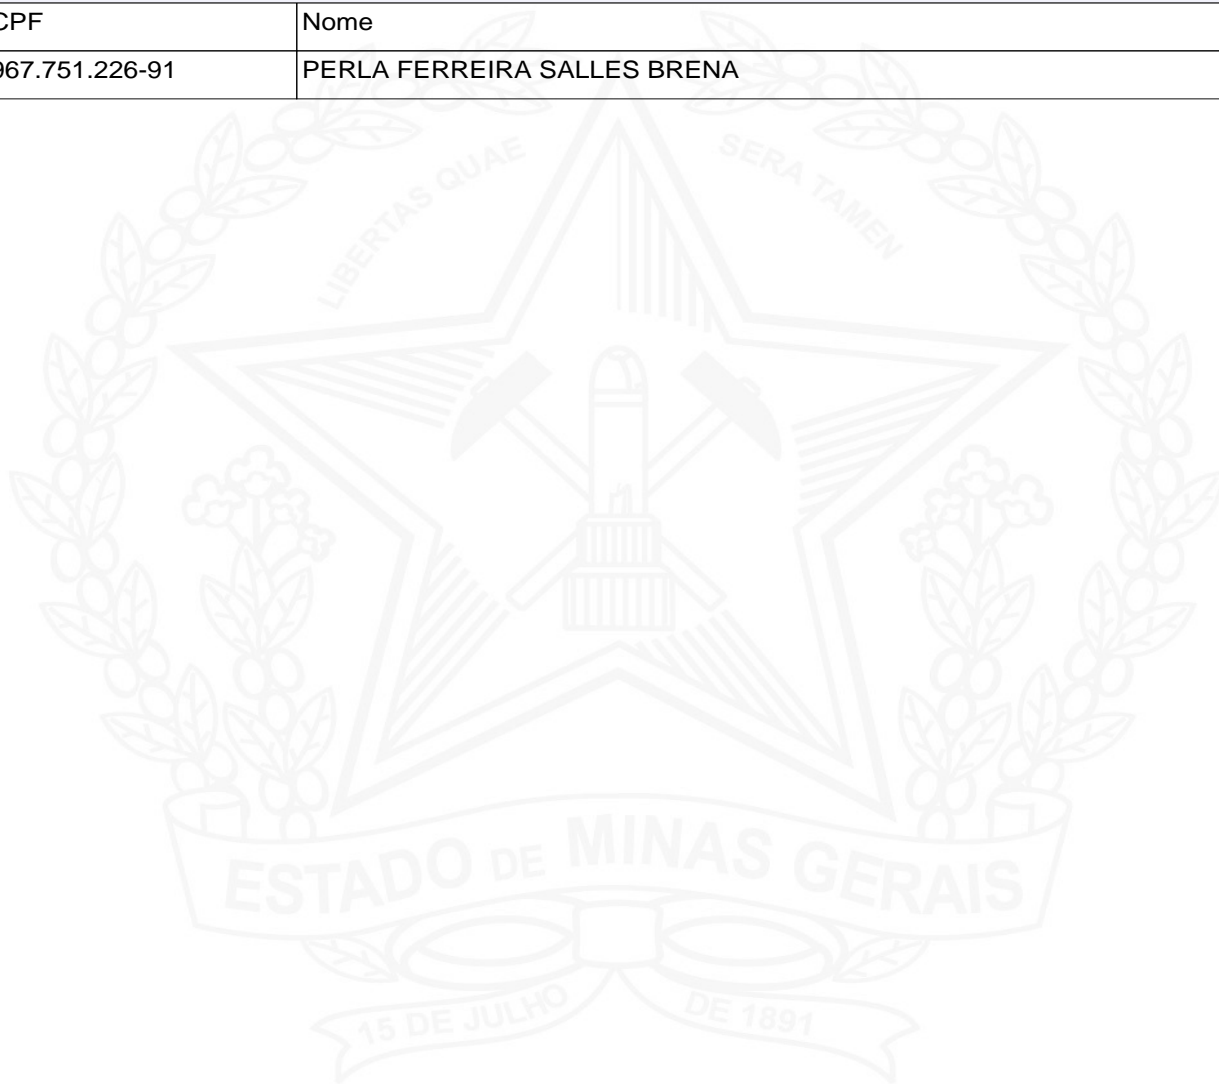 CPF Nome
967.751.226-91 PERLA FERREIRA SALLES BRENA
LIBERTAS QUAE SERA TAMEN
ESTADO DE MINAS GERAIS
15 DE JULHO DE 1891